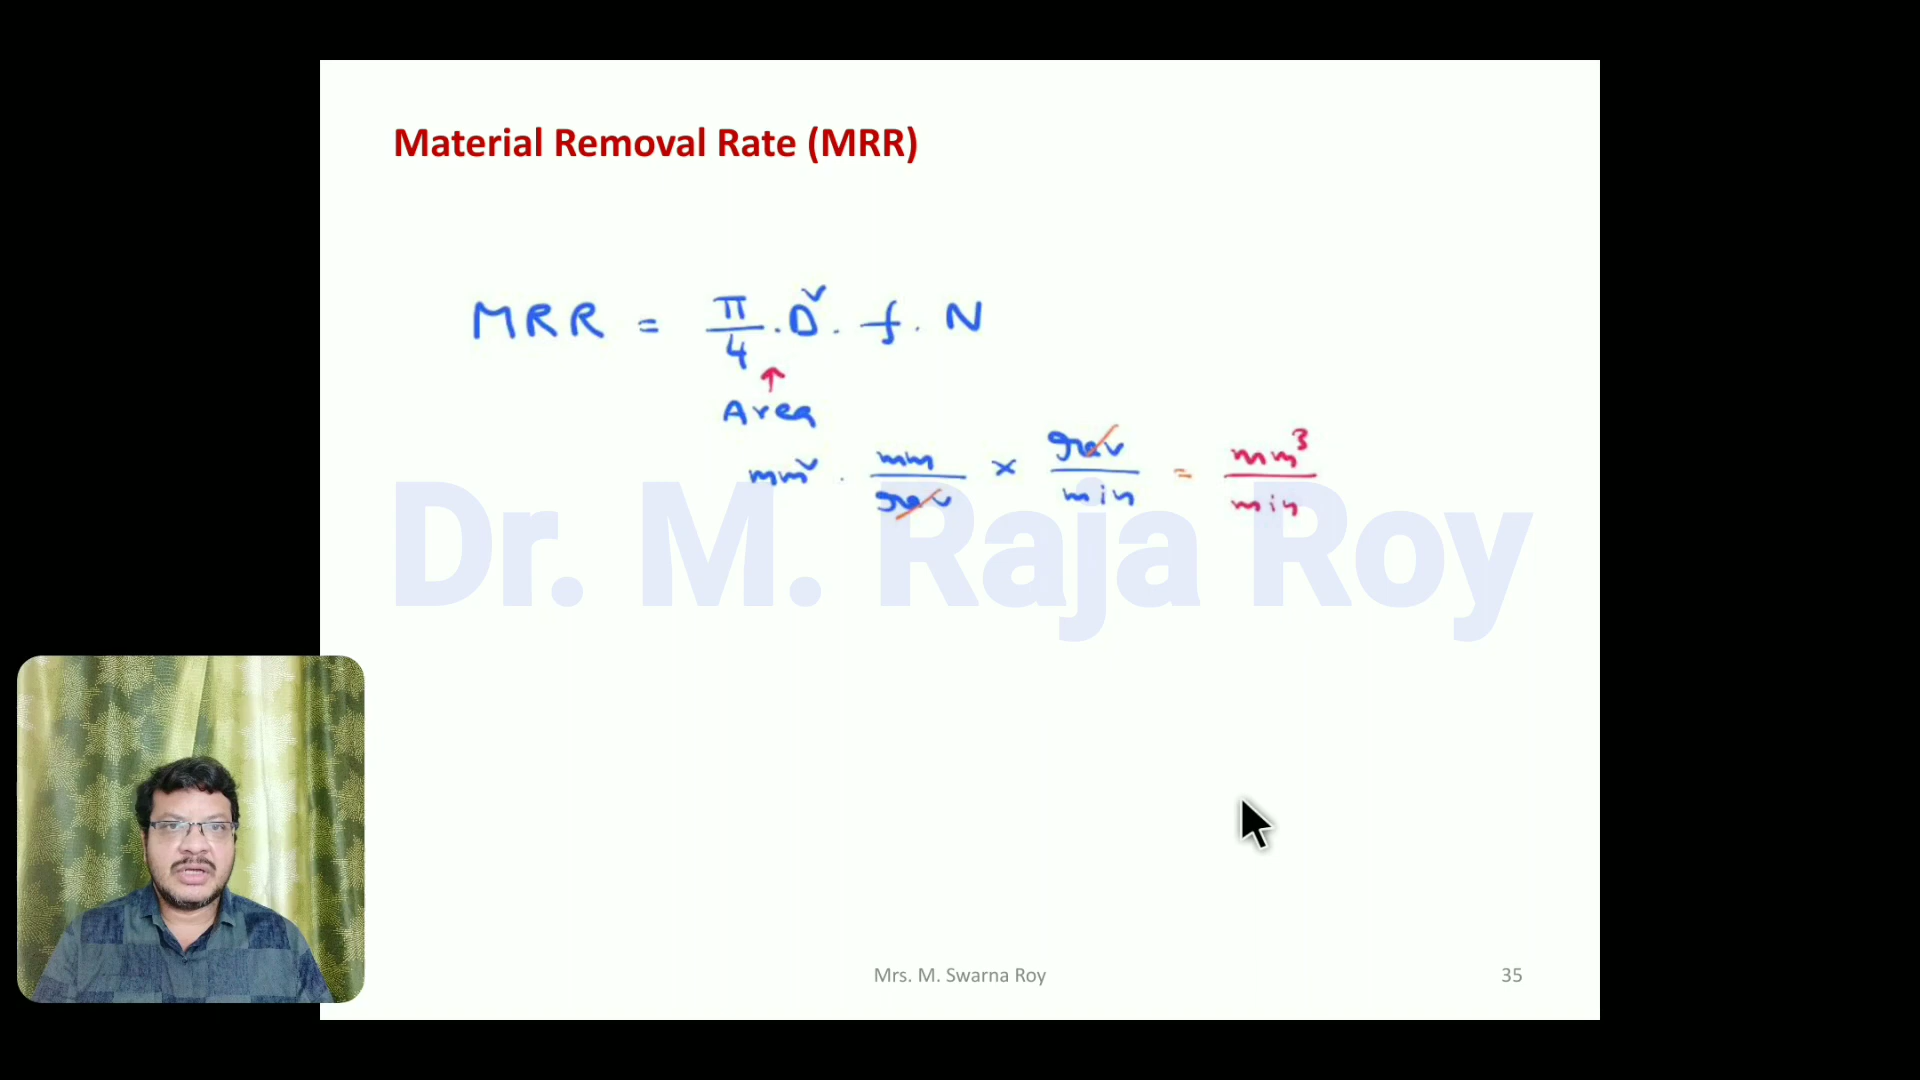 Material Removal Rate (MRR)
MRR = π/4 . D² . f . N
↑
Area
mm² . mm/rev × rev/min = mm³/min
Dr. M. Raja Roy
Mrs. M. Swarna Roy
35